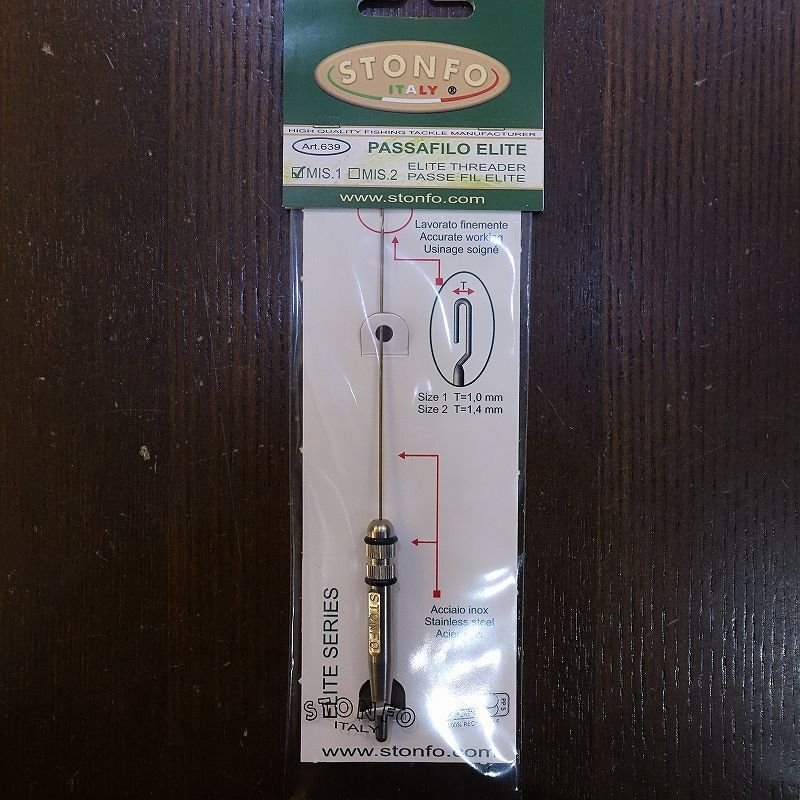 STONFO
ITALY ®
HIGH QUALITY FISHING TACKLE MANUFACTURER
Art.639
PASSAFILO ELITE
MIS.1 MIS.2
ELITE THREADER
PASSE FIL ELITE
www.stonfo.com
Lavorato finemente
Accurate working
Usinage soigné
T
Size 1 T=1,0 mm
Size 2 T=1,4 mm
Acciaio inox
Stainless steel
STONFO
ELITE SERIES
STONFO
ITALY
www.stonfo.com